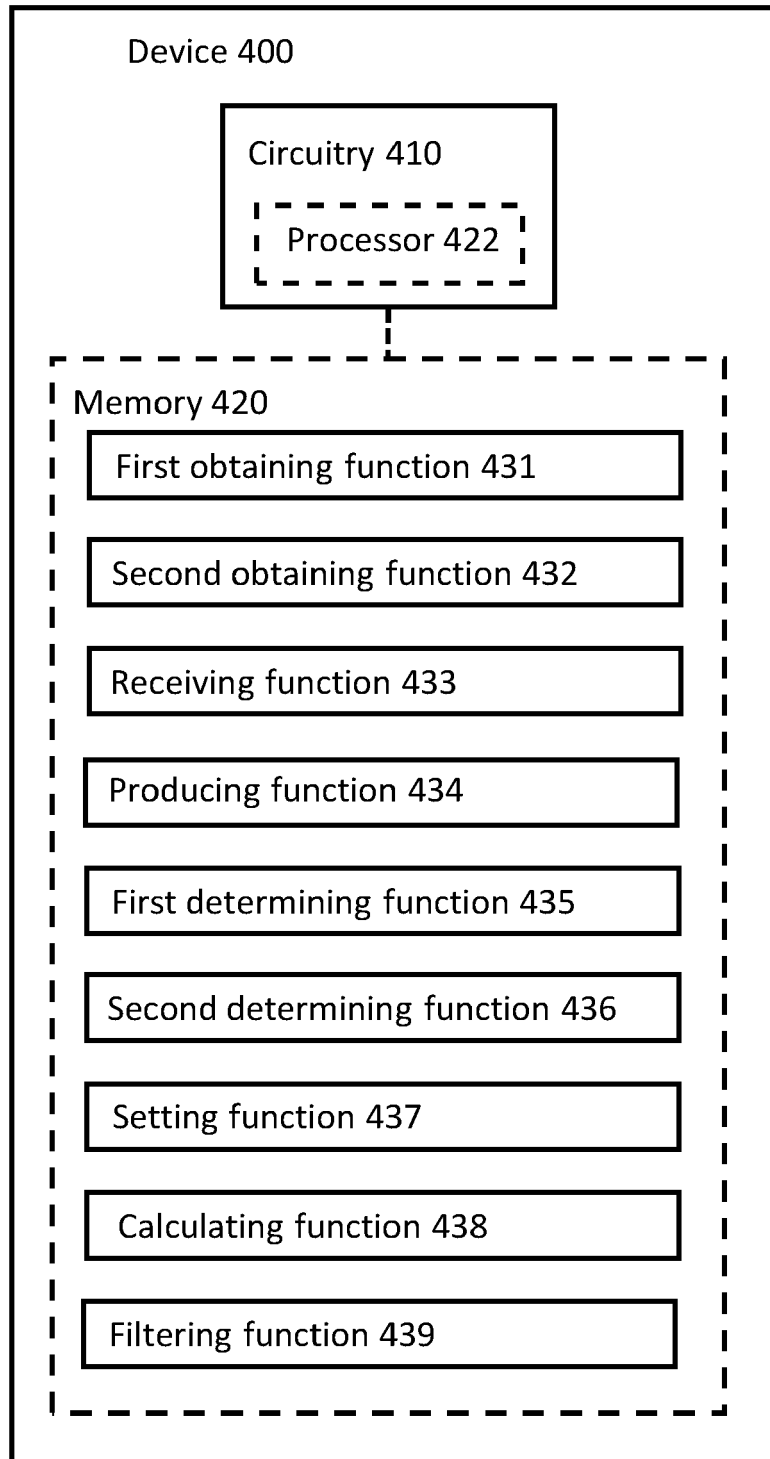 Device 400
Circuitry 410
Processor 422
Memory 420
First obtaining function 431
Second obtaining function 432
Receiving function 433
Producing function 434
First determining function 435
Second determining function 436
Setting function 437
Calculating function 438
Filtering function 439